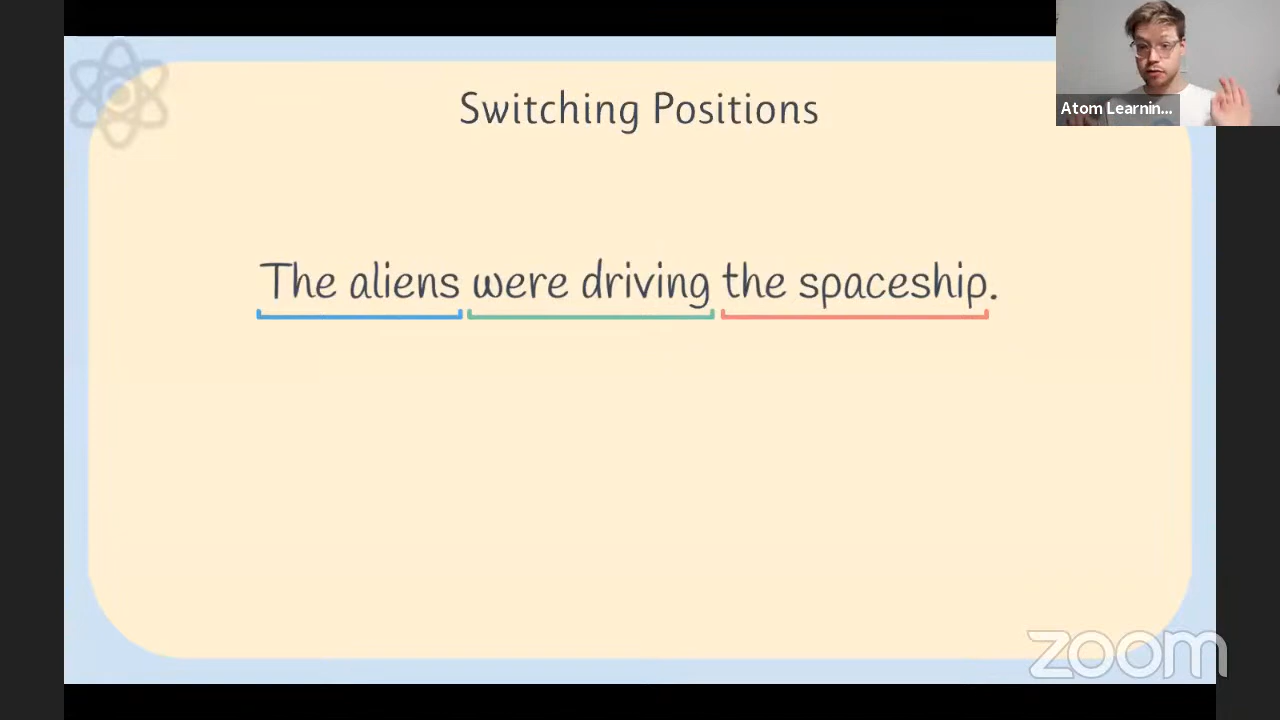 Switching Positions
Atom Learnin...
The aliens were driving the spaceship.
zoom